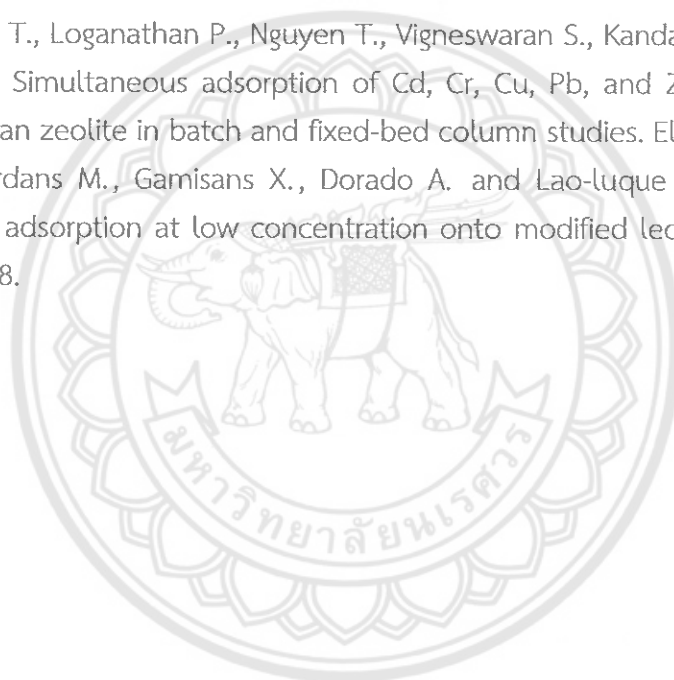 T., Loganathan P., Nguyen T., Vigneswaran S., Kanda
Simultaneous adsorption of Cd, Cr, Cu, Pb, and Z
an zeolite in batch and fixed-bed column studies. El
rdans M., Gamisans X., Dorado A. and Lao-luque
adsorption at low concentration onto modified lec
8.
มหาวิทยาลัยนเรศวร